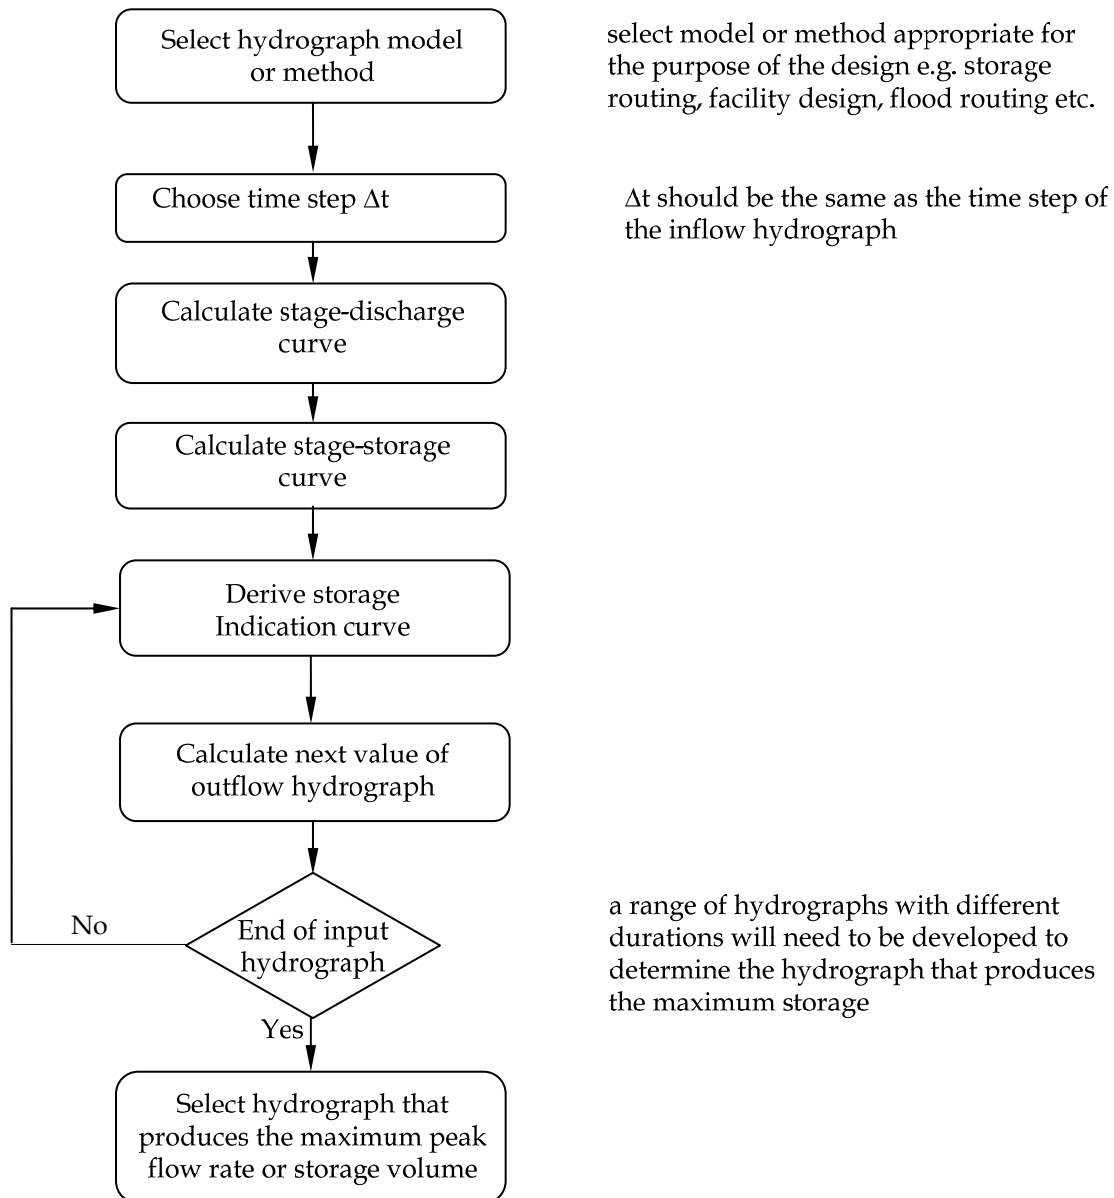 Select hydrograph model
or method
select model or method appropriate for
the purpose of the design e.g. storage
routing, facility design, flood routing etc.
Choose time step Δt
Δt should be the same as the time step of
the inflow hydrograph
Calculate stage-discharge
curve
Calculate stage-storage
curve
Derive storage
Indication curve
Calculate next value of
outflow hydrograph
No
End of input
hydrograph
a range of hydrographs with different
durations will need to be developed to
determine the hydrograph that produces
the maximum storage
Yes
Select hydrograph that
produces the maximum peak
flow rate or storage volume